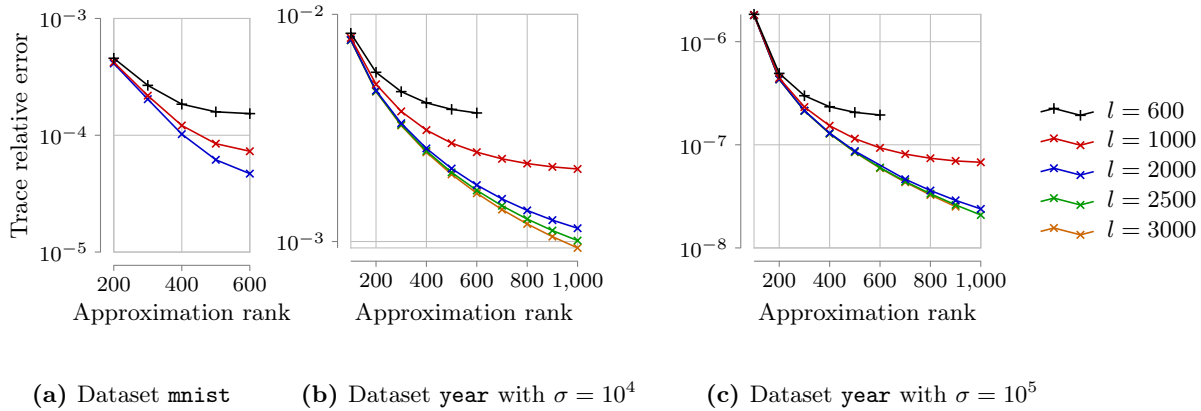 Trace relative error
10^{-3}
10^{-4}
10^{-5}
200 400 600
Approximation rank
10^{-2}
10^{-3}
200 400 600 800 1,000
Approximation rank
10^{-6}
10^{-7}
10^{-8}
200 400 600 800 1,000
Approximation rank
l = 600
l = 1000
l = 2000
l = 2500
l = 3000
(a) Dataset mnist
(b) Dataset year with σ = 10^4
(c) Dataset year with σ = 10^5